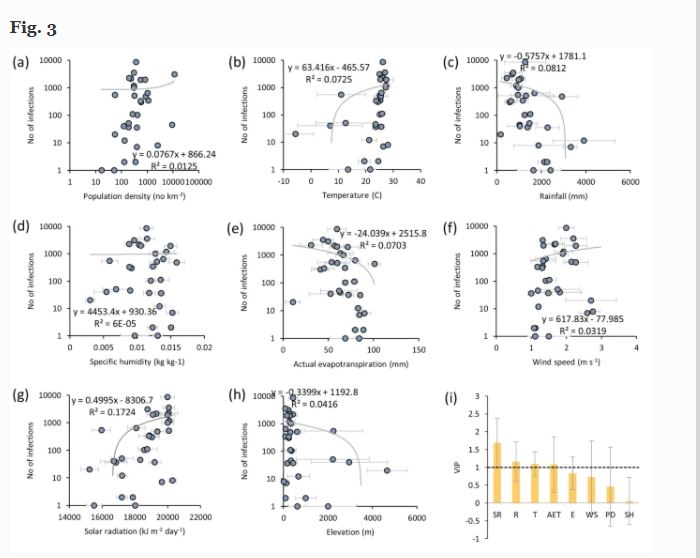 Fig. 3
(a)
No of infections
10000
1000
100
10
1
y = 0.0767x + 866.24
R² = 0.0125
1 10 100 1000 10000 100000
Population density (no km⁻²)
(b)
No of infections
10000
1000
100
10
1
y = 63.416x - 465.57
R² = 0.0725
-10 0 10 20 30 40
Temperature (C)
(c)
No of infections
10000
1000
100
10
1
y = -0.5757x + 1781.1
R² = 0.0812
0 2000 4000 6000
Rainfall (mm)
(d)
No of infections
10000
1000
100
10
1
y = 4453.4x + 930.36
R² = 6E-05
0 0.005 0.01 0.015 0.02
Specific humidity (kg kg-1)
(e)
No of infections
10000
1000
100
10
1
y = -24.039x + 2515.8
R² = 0.0703
0 50 100 150
Actual evapotranspiration (mm)
(f)
No of infections
10000
1000
100
10
1
y = 617.83x - 77.985
R² = 0.0319
0 1 2 3 4
Wind speed (m s⁻¹)
(g)
No of infections
10000
1000
100
10
1
y = 0.4995x - 8306.7
R² = 0.1724
14000 16000 18000 20000 22000
Solar radiation (kJ m⁻² day⁻¹)
(h)
No of infections
10000
1000
100
10
1
y = -0.3399x + 1192.8
R² = 0.0416
0 2000 4000 6000
Elevation (m)
(i)
VIP
3
2.5
2
1.5
1
0.5
0
-0.5
-1
SR R T AET E WS PD SH